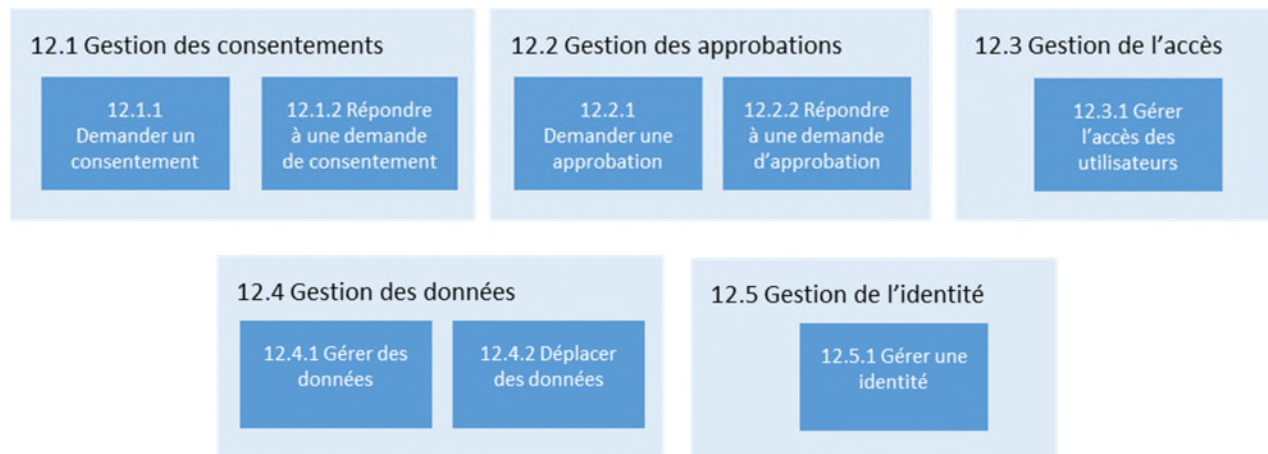 12.1 Gestion des consentements
12.1.1
Demander un
consentement
12.1.2 Répondre
à une demande
de consentement
12.2 Gestion des approbations
12.2.1
Demander une
approbation
12.2.2 Répondre
à une demande
d’approbation
12.3 Gestion de l’accès
12.3.1 Gérer
l’accès des
utilisateurs
12.4 Gestion des données
12.4.1 Gérer des
données
12.4.2 Déplacer
des données
12.5 Gestion de l’identité
12.5.1 Gérer une
identité